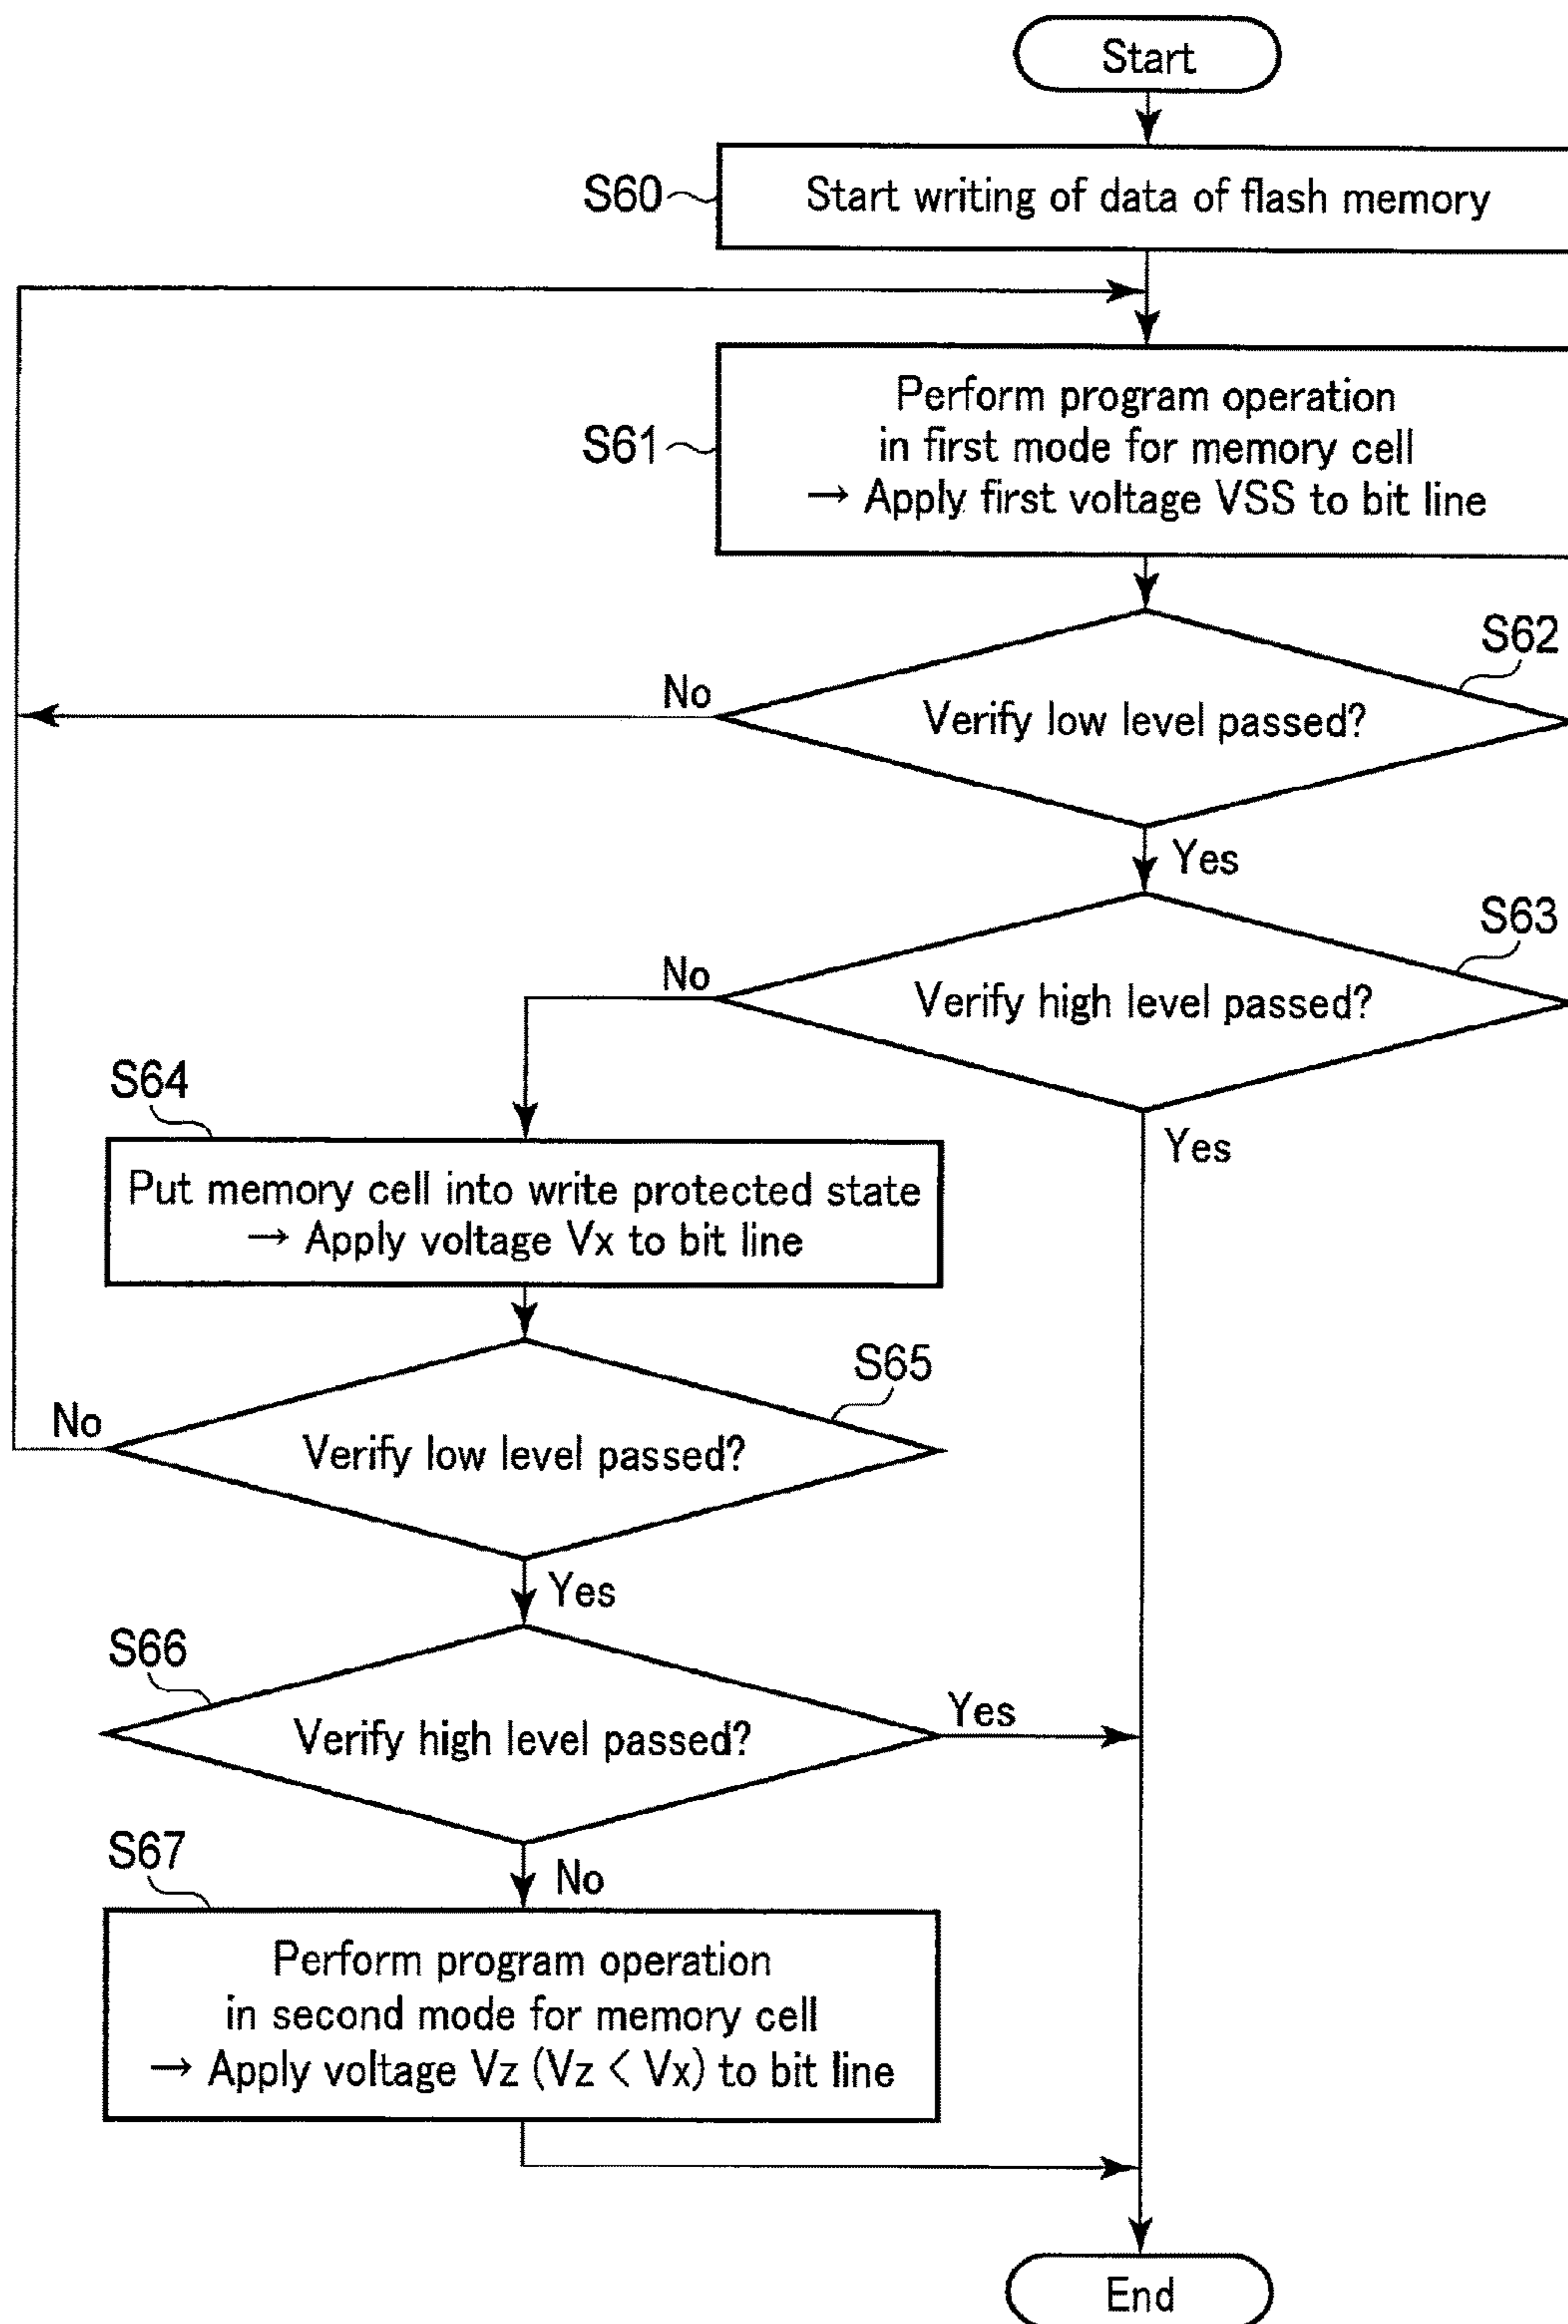 Start
S60
Start writing of data of flash memory
S61
Perform program operation
in first mode for memory cell
→ Apply first voltage VSS to bit line
S62
No
Verify low level passed?
Yes
S63
No
Verify high level passed?
Yes
S64
Put memory cell into write protected state
→ Apply voltage Vx to bit line
S65
No
Verify low level passed?
Yes
S66
Verify high level passed?
Yes
S67
No
Perform program operation
in second mode for memory cell
→ Apply voltage Vz (Vz < Vx) to bit line
End